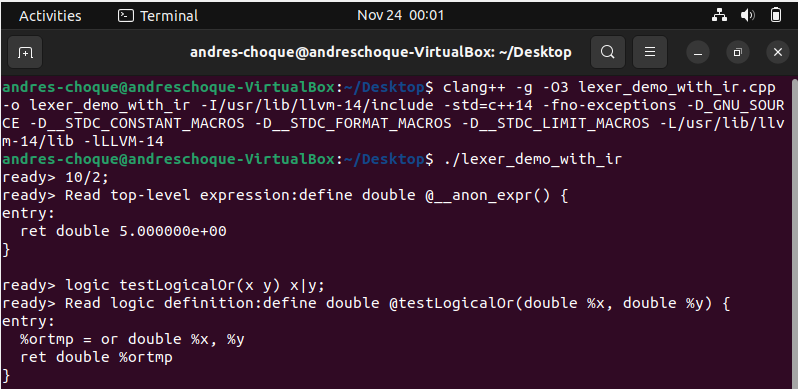 Activities Terminal Nov 24 00:01
andres-choque@andreschoque-VirtualBox: ~/Desktop
andres-choque@andreschoque-VirtualBox:~/Desktop$ clang++ -g -O3 lexer_demo_with_ir.cpp
-o lexer_demo_with_ir -I/usr/lib/llvm-14/include -std=c++14 -fno-exceptions -D_GNU_SOUR
CE -D__STDC_CONSTANT_MACROS -D__STDC_FORMAT_MACROS -D__STDC_LIMIT_MACROS -L/usr/lib/llv
m-14/lib -lLLVM-14
andres-choque@andreschoque-VirtualBox:~/Desktop$ ./lexer_demo_with_ir
ready> 10/2;
ready> Read top-level expression:define double @__anon_expr() {
entry:
  ret double 5.000000e+00
}

ready> logic testLogicalOr(x y) x|y;
ready> Read logic definition:define double @testLogicalOr(double %x, double %y) {
entry:
  %ortmp = or double %x, %y
  ret double %ortmp
}